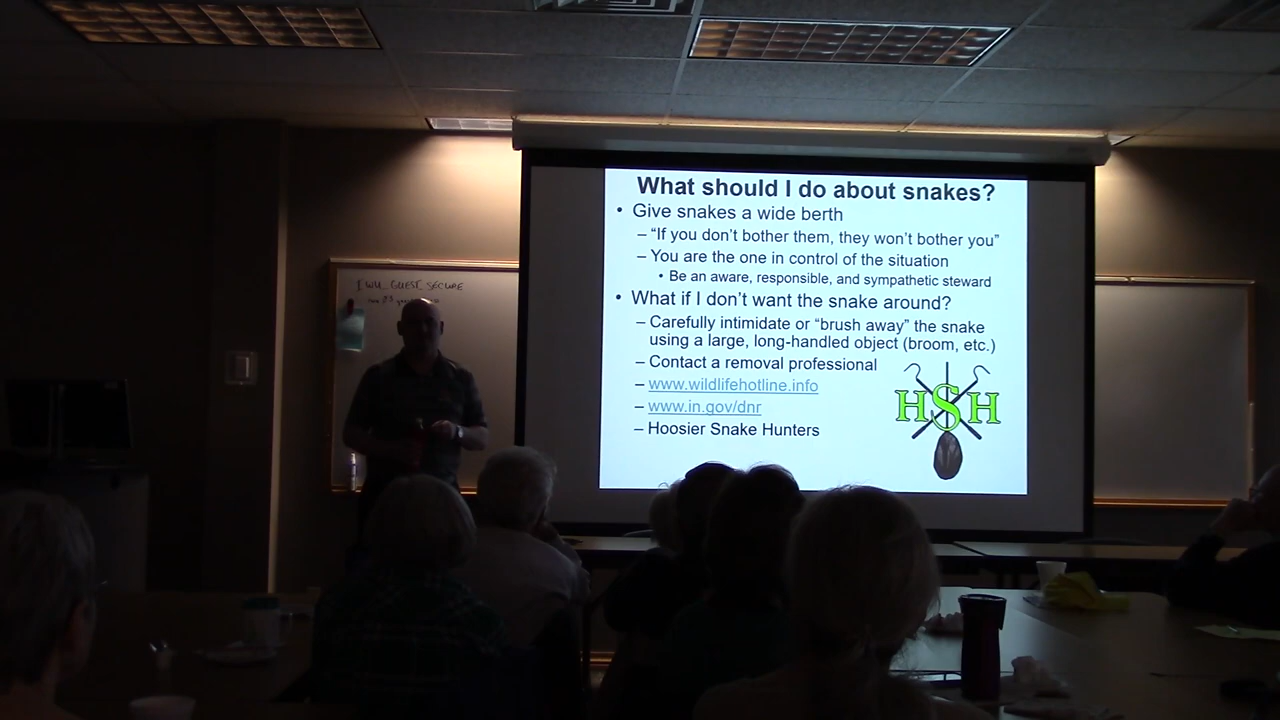 What should I do about snakes?
• Give snakes a wide berth
– “If you don’t bother them, they won’t bother you”
– You are the one in control of the situation
• Be an aware, responsible, and sympathetic steward
• What if I don’t want the snake around?
– Carefully intimidate or “brush away” the snake
using a large, long-handled object (broom, etc.)
– Contact a removal professional
– www.wildlifehotline.info
– www.in.gov/dnr
– Hoosier Snake Hunters
HSH
IWU_GUEST_SECURE